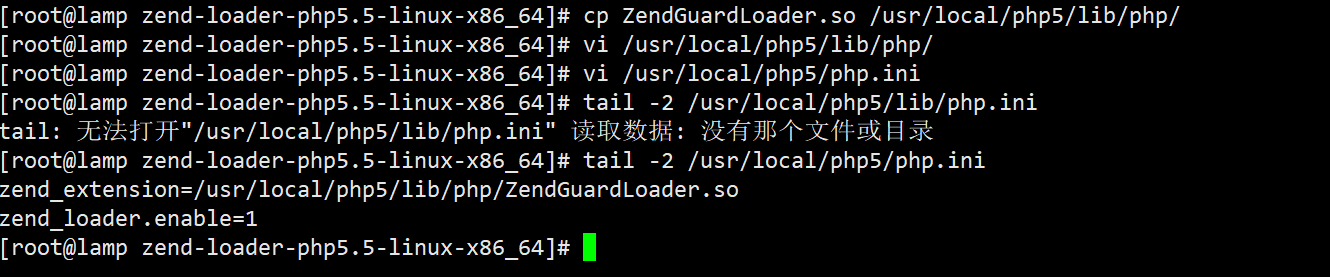 [root@lamp zend-loader-php5.5-linux-x86_64]# cp ZendGuardLoader.so /usr/local/php5/lib/php/
[root@lamp zend-loader-php5.5-linux-x86_64]# vi /usr/local/php5/lib/php/
[root@lamp zend-loader-php5.5-linux-x86_64]# vi /usr/local/php5/php.ini
[root@lamp zend-loader-php5.5-linux-x86_64]# tail -2 /usr/local/php5/lib/php.ini
tail: 无法打开"/usr/local/php5/lib/php.ini" 读取数据: 没有那个文件或目录
[root@lamp zend-loader-php5.5-linux-x86_64]# tail -2 /usr/local/php5/php.ini
zend_extension=/usr/local/php5/lib/php/ZendGuardLoader.so
zend_loader.enable=1
[root@lamp zend-loader-php5.5-linux-x86_64]#